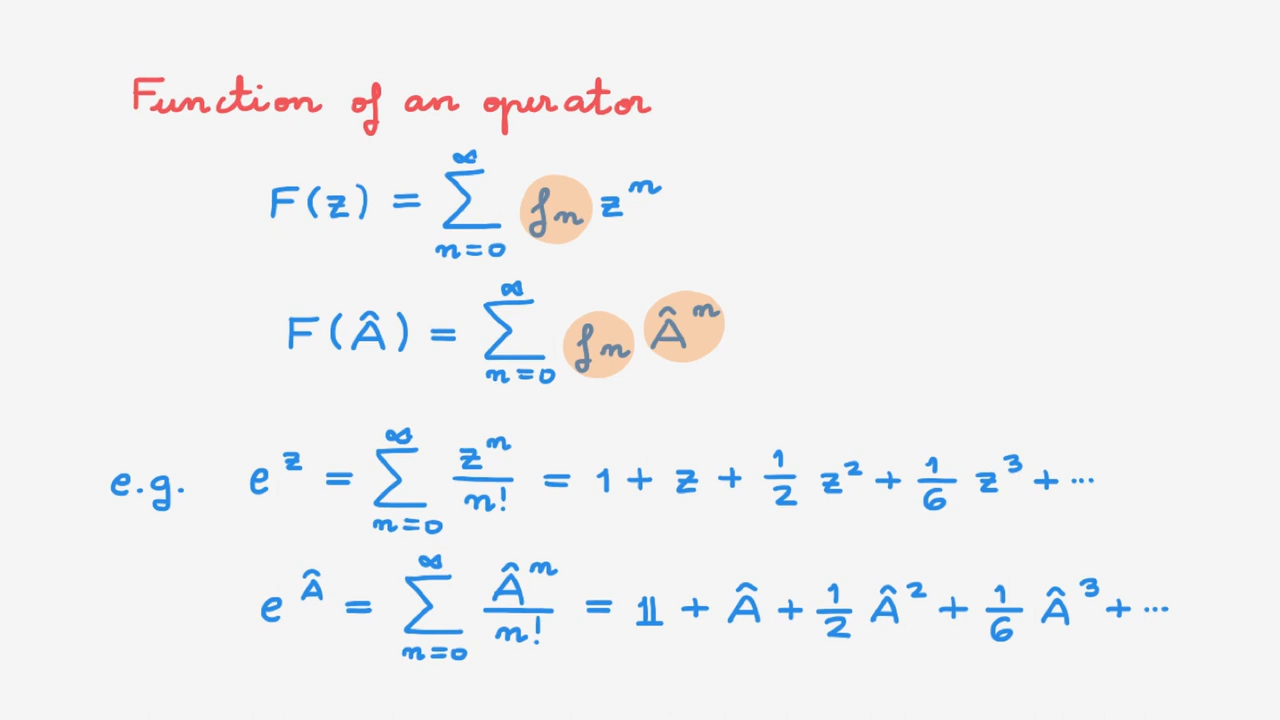 Function of an operator
F(z) = ∑_{n=0}^{∞} f_n z^n
F(Â) = ∑_{n=0}^{∞} f_n Â^n
e.g. e^z = ∑_{n=0}^{∞} z^n/n! = 1 + z + 1/2 z^2 + 1/6 z^3 + ...
e^Â = ∑_{n=0}^{∞} Â^n/n! = 𝟙 + Â + 1/2 Â^2 + 1/6 Â^3 + ...